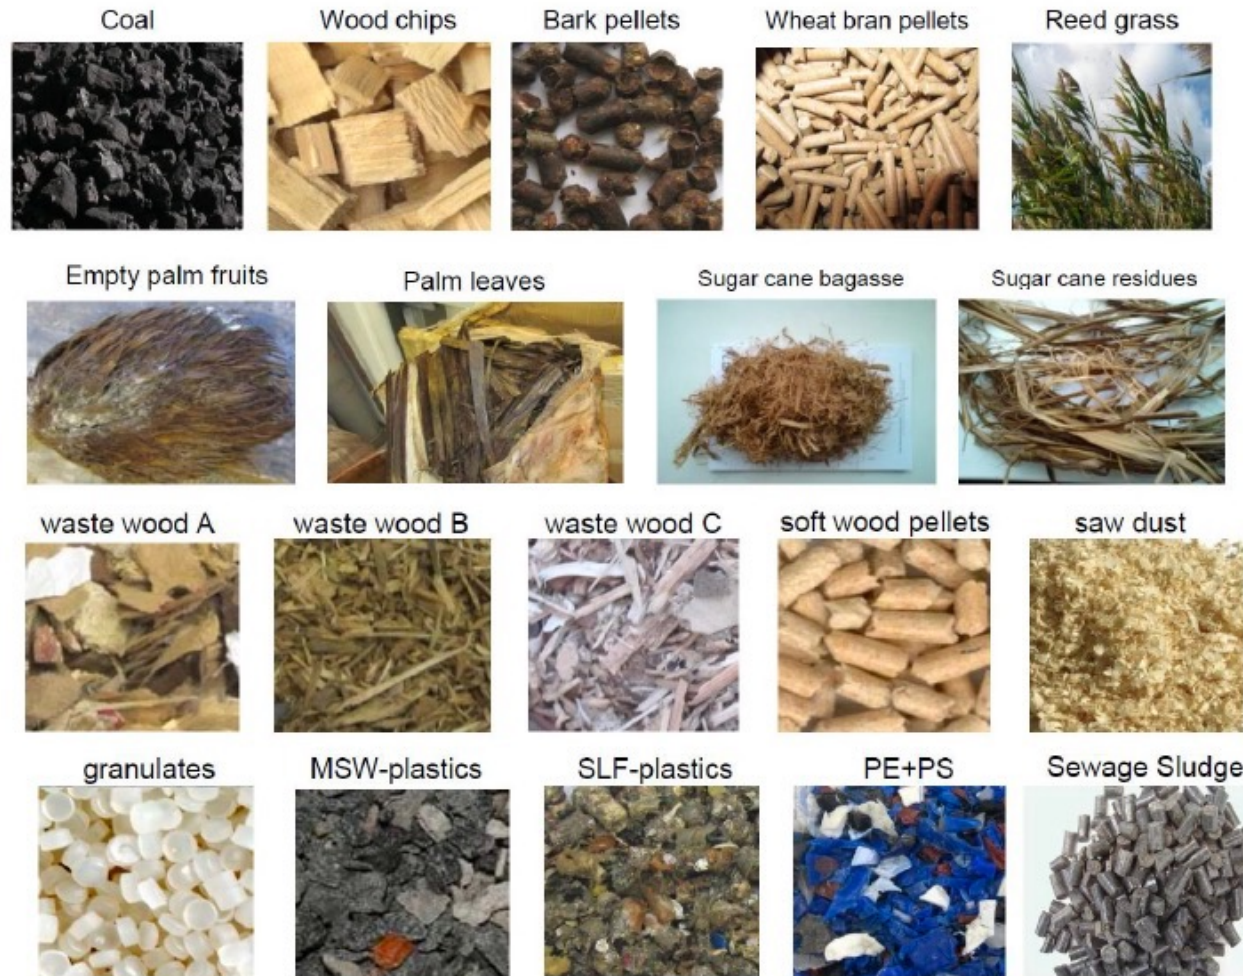 Coal
Wood chips
Bark pellets
Wheat bran pellets
Reed grass
Empty palm fruits
Palm leaves
Sugar cane bagasse
Sugar cane residues
waste wood A
waste wood B
waste wood C
soft wood pellets
saw dust
granulates
MSW-plastics
SLF-plastics
PE+PS
Sewage Sludge